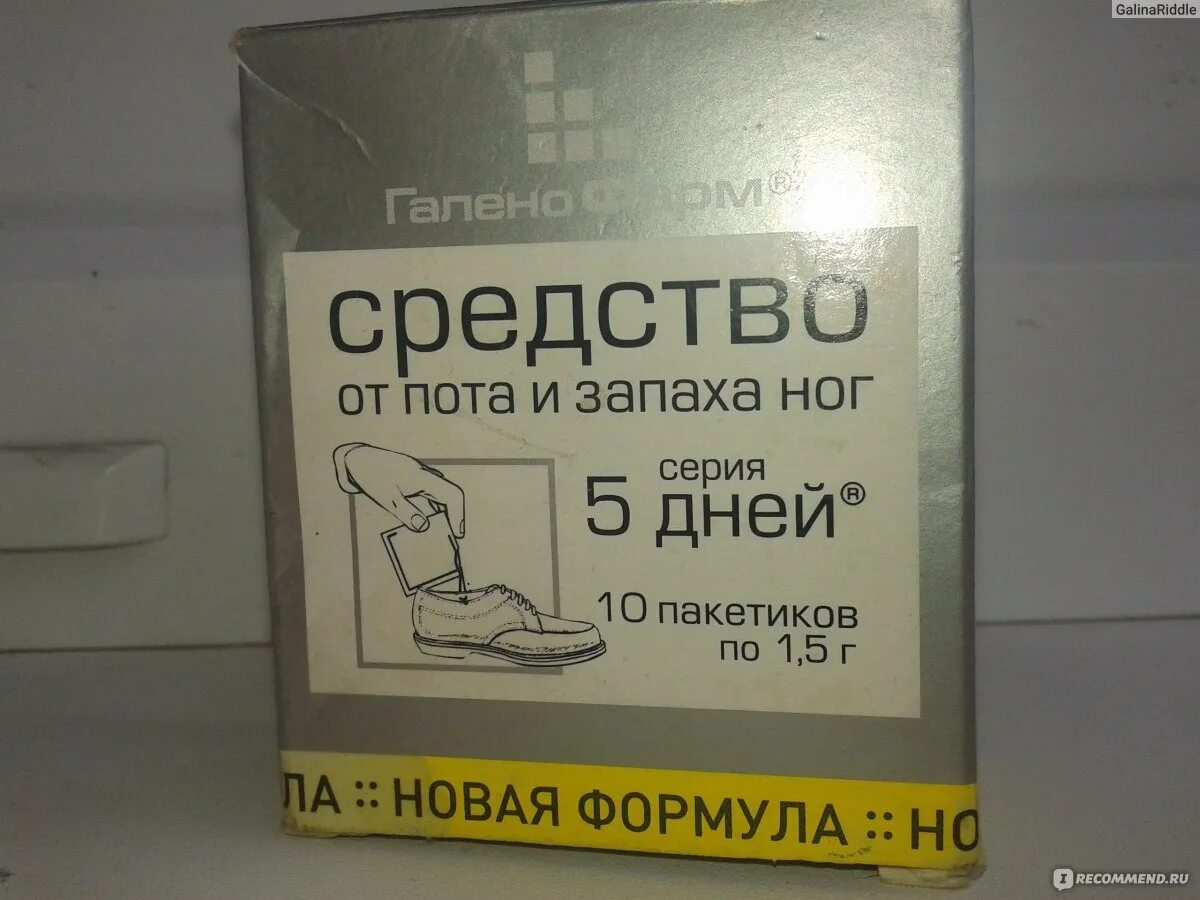 GalinaRiddle
ГаленоФарм®
средство
от пота и запаха ног
серия
5 дней®
10 пакетиков
по 1,5 г
ЛА :: НОВАЯ ФОРМУЛА :: НО
IRECOMMEND.RU